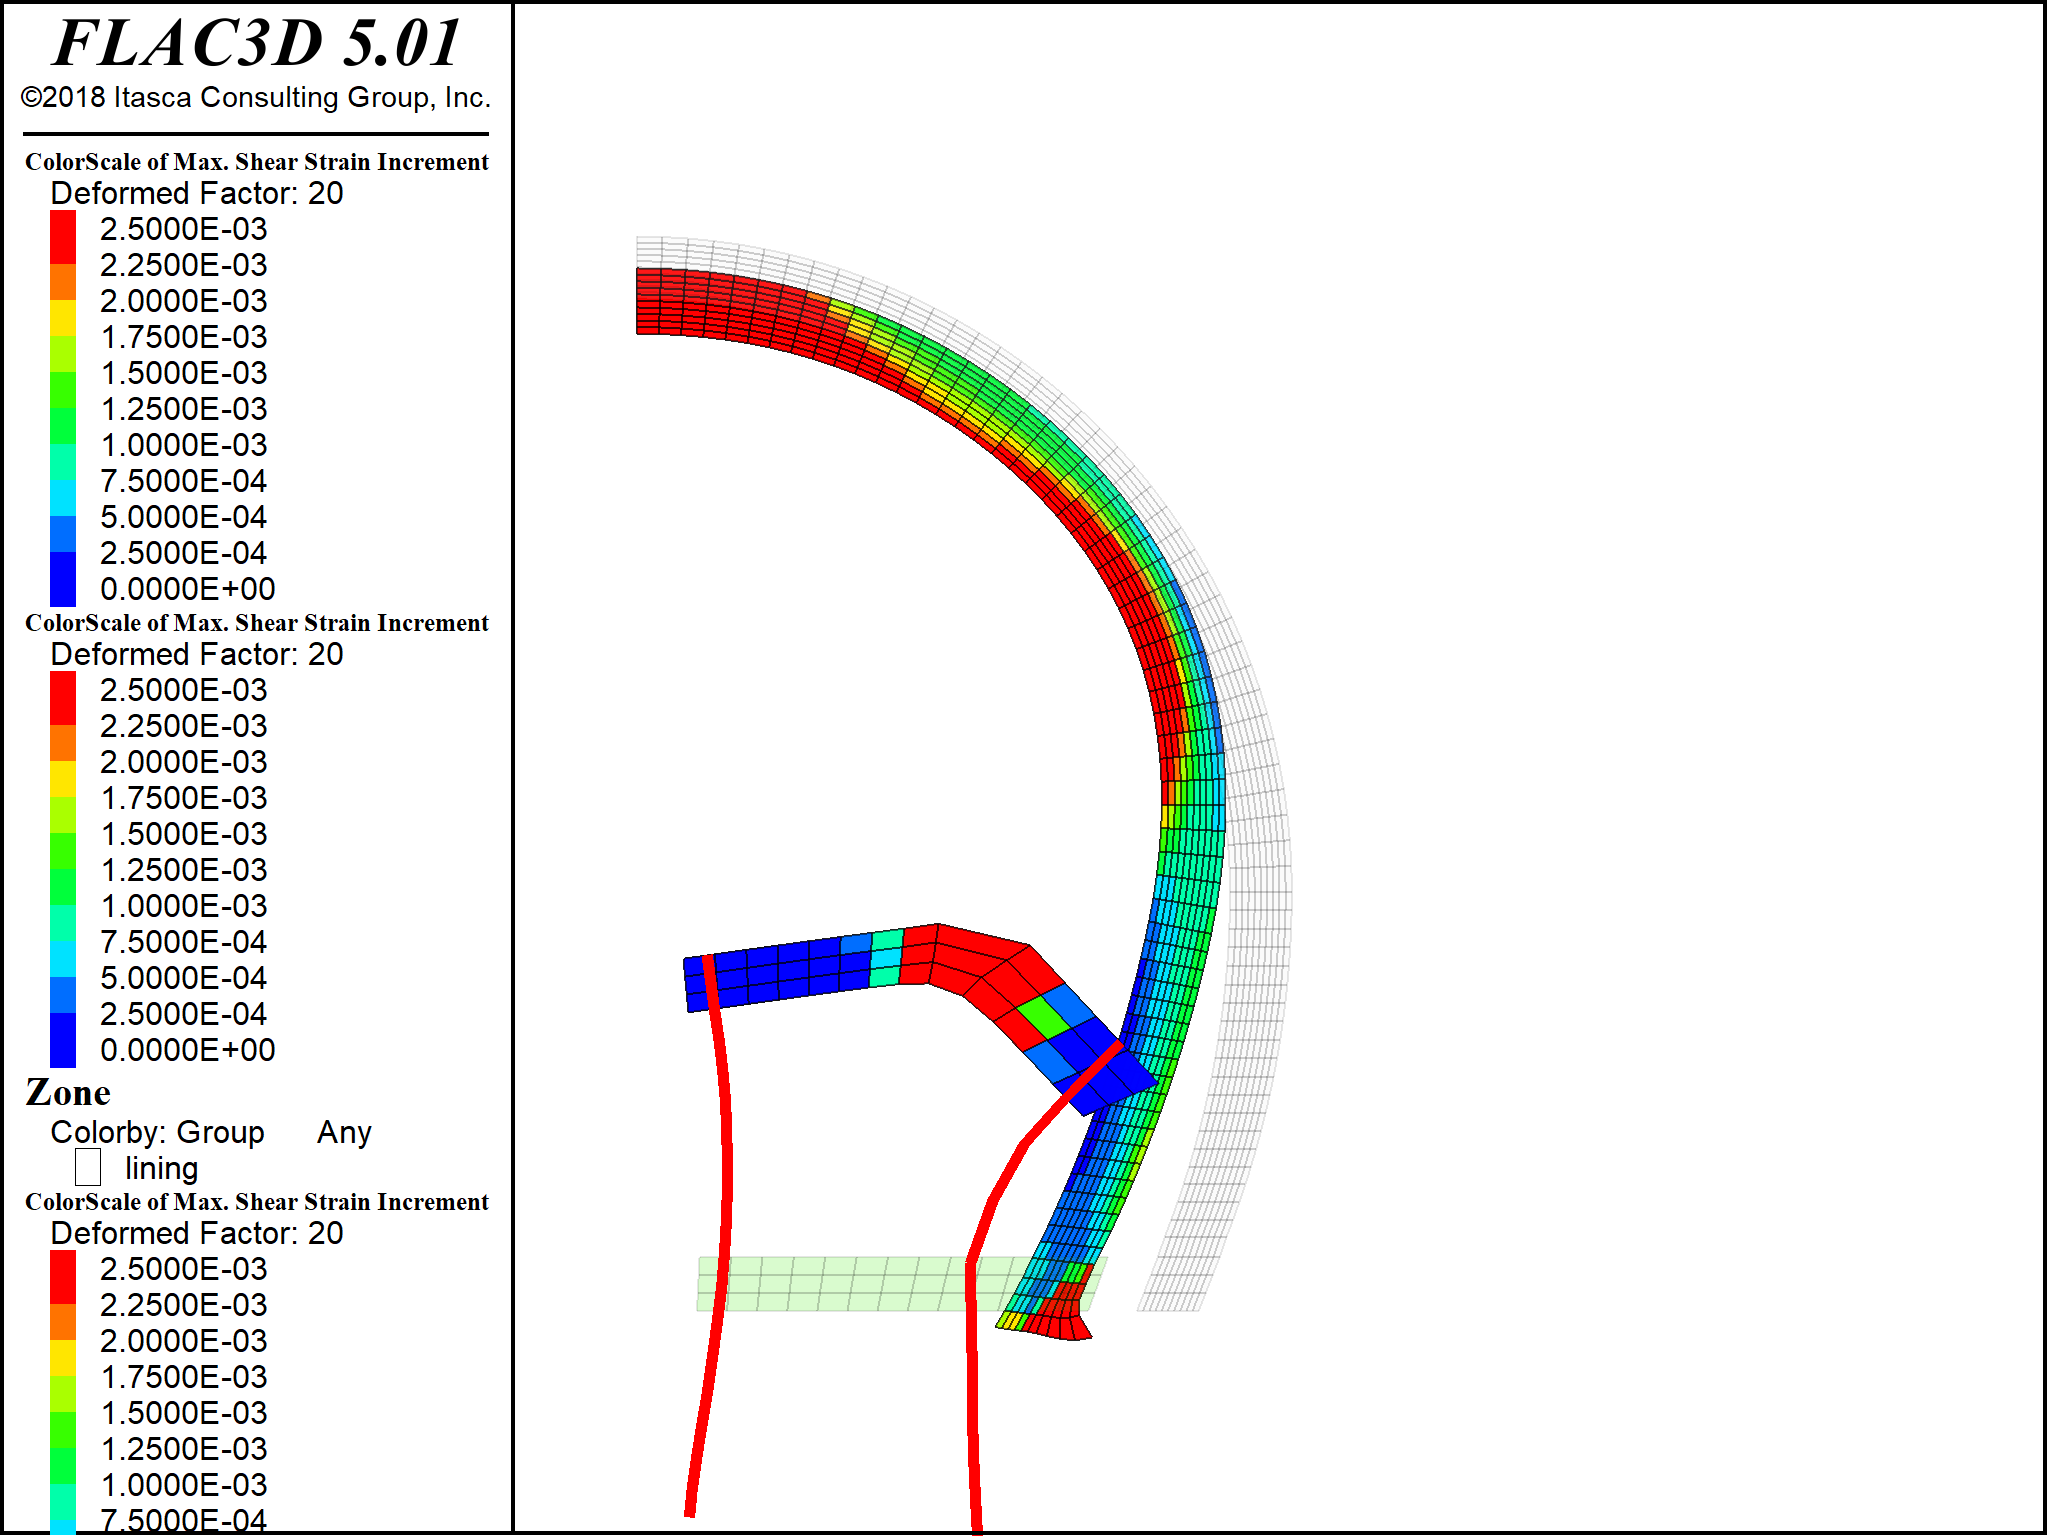 FLAC3D 5.01
©2018 Itasca Consulting Group, Inc.
ColorScale of Max. Shear Strain Increment
Deformed Factor: 20
2.5000E-03
2.2500E-03
2.0000E-03
1.7500E-03
1.5000E-03
1.2500E-03
1.0000E-03
7.5000E-04
5.0000E-04
2.5000E-04
0.0000E+00
ColorScale of Max. Shear Strain Increment
Deformed Factor: 20
2.5000E-03
2.2500E-03
2.0000E-03
1.7500E-03
1.5000E-03
1.2500E-03
1.0000E-03
7.5000E-04
5.0000E-04
2.5000E-04
0.0000E+00
Zone
Colorby: Group Any
lining
ColorScale of Max. Shear Strain Increment
Deformed Factor: 20
2.5000E-03
2.2500E-03
2.0000E-03
1.7500E-03
1.5000E-03
1.2500E-03
1.0000E-03
7.5000E-04